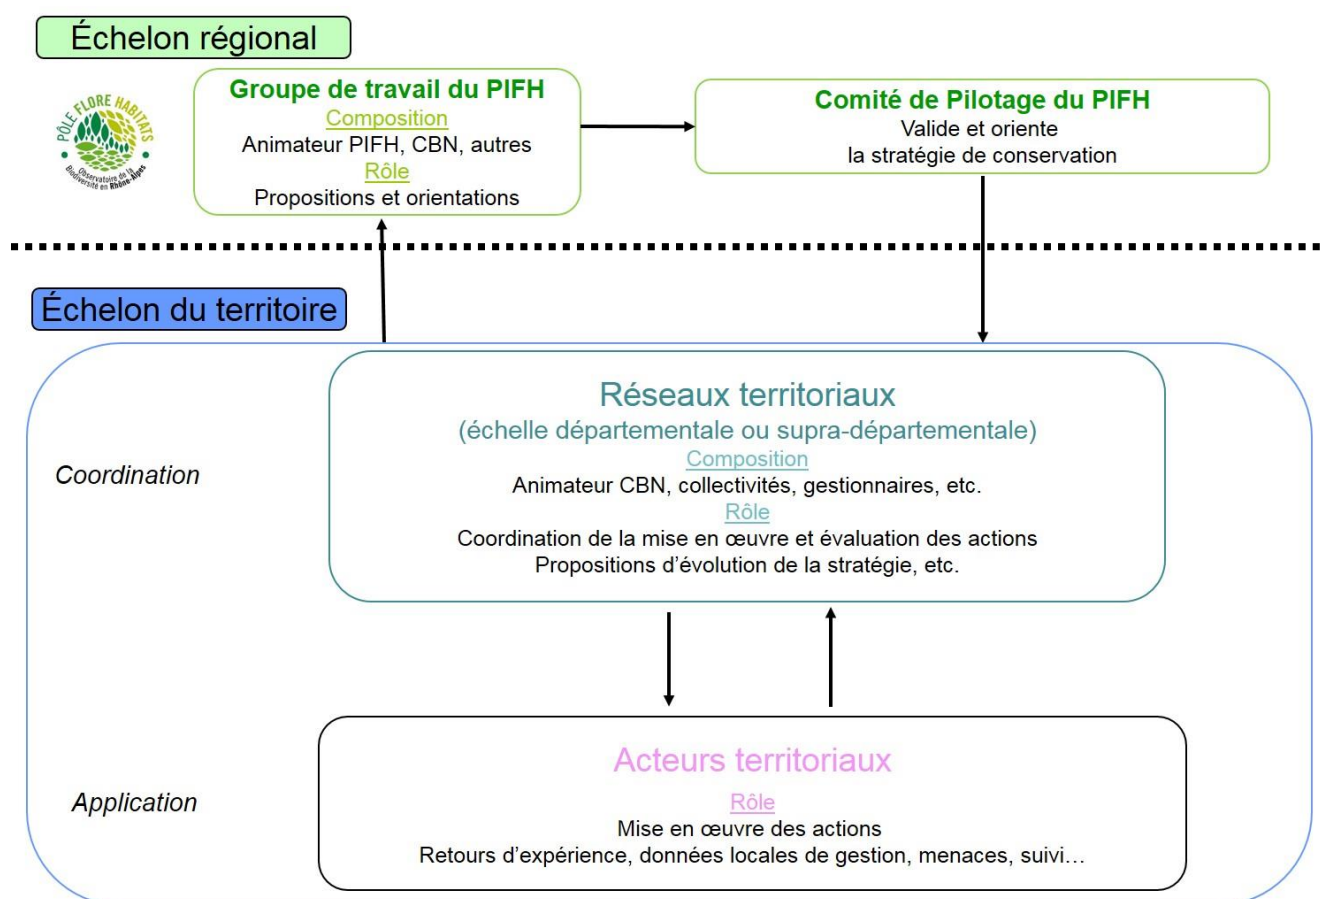 Échelon régional
PÔLE FLORE HABITATS
Observatoire de la
Biodiversité en Rhône-Alpes
Groupe de travail du PIFH
Composition
Animateur PIFH, CBN, autres
Rôle
Propositions et orientations
Comité de Pilotage du PIFH
Valide et oriente
la stratégie de conservation
Échelon du territoire
Coordination
Réseaux territoriaux
(échelle départementale ou supra-départementale)
Composition
Animateur CBN, collectivités, gestionnaires, etc.
Rôle
Coordination de la mise en œuvre et évaluation des actions
Propositions d’évolution de la stratégie, etc.
Application
Acteurs territoriaux
Rôle
Mise en œuvre des actions
Retours d’expérience, données locales de gestion, menaces, suivi…